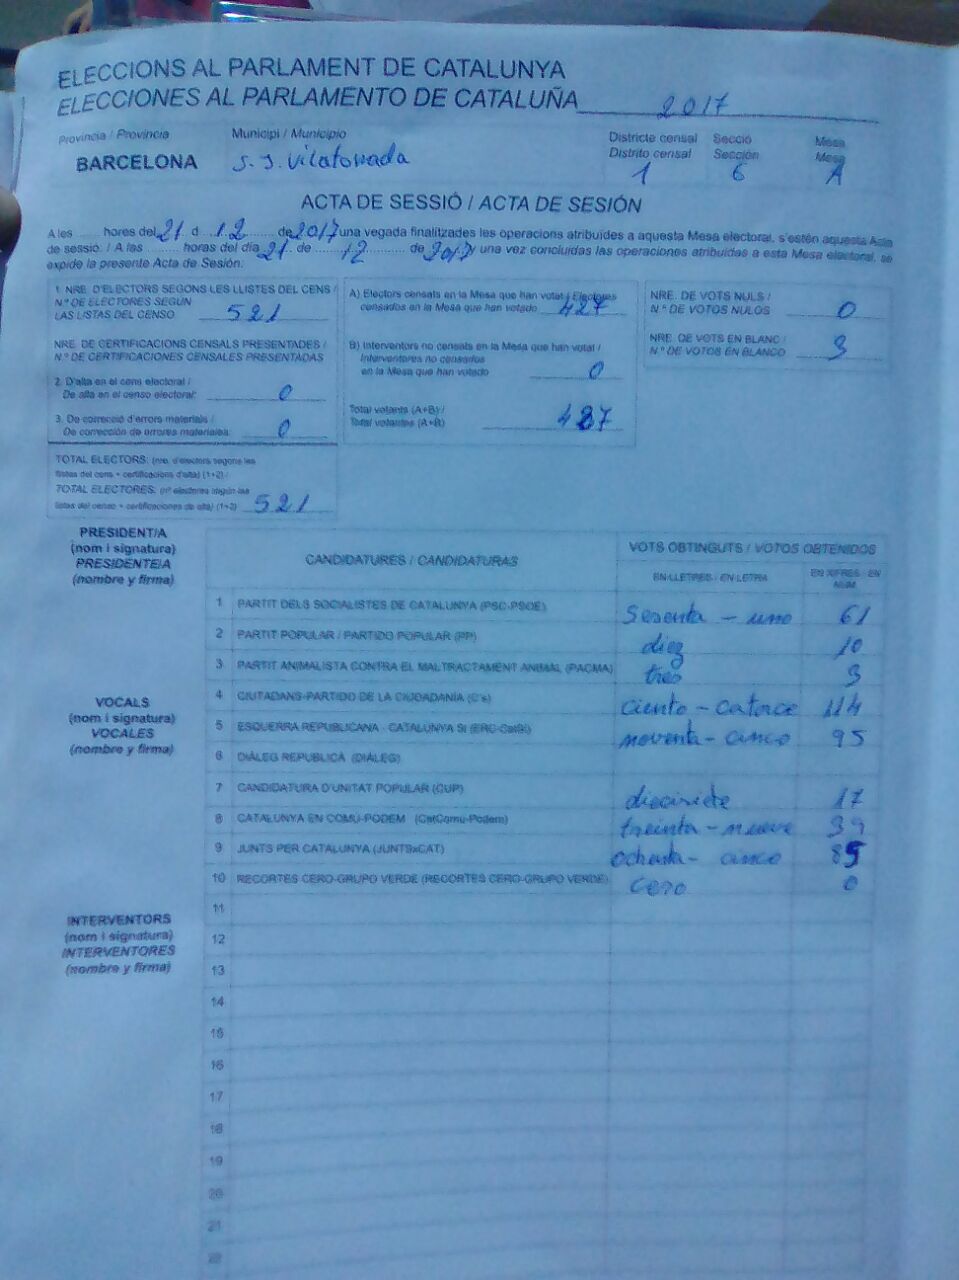 ELECCIONS AL PARLAMENT DE CATALUNYA
ELECCIONES AL PARLAMENTO DE CATALUÑA 2017
Provincia / Provincia Municipi / Municipio Districte censal Secció Mesa
Distrito censal Sección Mesa
BARCELONA S. J. Vilatorrada 1 6 A
ACTA DE SESSIÓ / ACTA DE SESIÓN
A les ...... hores del 21 d ...12... de 2017 una vegada finalitzades les operacions atribuïdes a aquesta Mesa electoral, s'estén aquesta Acta
de sessió. / A las ........ horas del día 21 de ....12........ de 2017 y una vez concluidas las operaciones atribuidas a esta Mesa electoral, se
expide la presente Acta de Sesión:
1. NRE. D'ELECTORS SEGONS LES LLISTES DEL CENS /
N.º DE ELECTORES SEGÚN
LAS LISTAS DEL CENSO 521
NRE. DE CERTIFICACIONS CENSALS PRESENTADES /
N.º DE CERTIFICACIONES CENSALES PRESENTADAS
2. D'alta en el cens electoral /
De alta en el censo electoral: 0
3. De correcció d'errors materials /
De corrección de errores materiales: 0
TOTAL ELECTORS: (nre. d'electors segons les
llistes del cens + certificacions d'alta) (1+2) /
TOTAL ELECTORES: (nº electores según las
listas del censo + certificaciones de alta) (1+2) 521
A) Electors censats en la Mesa que han votat / Electores
censados en la Mesa que han votado 427
B) Interventors no censats en la Mesa que han votat /
Interventores no censados
en la Mesa que han votado 0
Total votants (A+B) /
Total votantes (A+B) 427
NRE. DE VOTS NULS /
N.º DE VOTOS NULOS 0
NRE. DE VOTS EN BLANC /
N.º DE VOTOS EN BLANCO 3
PRESIDENT/A
(nom i signatura)
PRESIDENTE/A
(nombre y firma)
VOCALS
(nom i signatura)
VOCALES
(nombre y firma)
INTERVENTORS
(nom i signatura)
INTERVENTORES
(nombre y firma)
CANDIDATURES / CANDIDATURAS VOTS OBTINGUTS / VOTOS OBTENIDOS
EN LLETRES / EN LETRA EN XIFRES / EN NUM.
1 PARTIT DELS SOCIALISTES DE CATALUNYA (PSC-PSOE) Sesenta - uno 61
2 PARTIT POPULAR / PARTIDO POPULAR (PP) diez 10
3 PARTIT ANIMALISTA CONTRA EL MALTRACTAMENT ANIMAL (PACMA) tres 3
4 CIUTADANS-PARTIDO DE LA CIUDADANÍA (C's) ciento - catorce 114
5 ESQUERRA REPUBLICANA - CATALUNYA SÍ (ERC-CatSí) noventa - cinco 95
6 DIÀLEG REPUBLICÀ (DIÀLEG)
7 CANDIDATURA D'UNITAT POPULAR (CUP) diecisiete 17
8 CATALUNYA EN COMÚ-PODEM (CatComú-Podem) treinta - nueve 39
9 JUNTS PER CATALUNYA (JUNTSxCAT) ochenta - cinco 85
10 RECORTES CERO-GRUPO VERDE (RECORTES CERO-GRUPO VERDE) cero 0
11
12
13
14
15
16
17
18
19
20
21
22